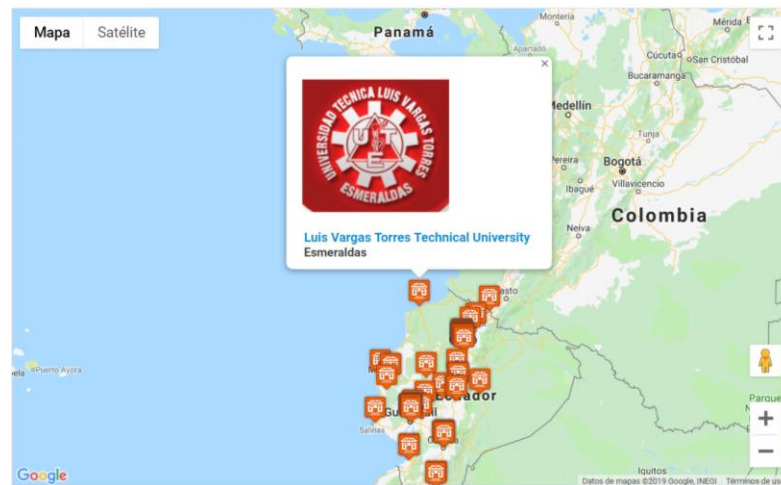 Mapa
Satélite
Panamá
Montería
Apartadó
Mérida
Cúcuta
San Cristóbal
Bucaramanga
Medellín
Tunja
Pereira
Bogotá
Ibagué
Villavicencio
Colombia
Neiva
UNIVERSIDAD TECNICA LUIS VARGAS TORRES
U T E
ESMERALDAS
Luis Vargas Torres Technical University
Esmeraldas
Puerto Ayora
Ecuador
Salinas
Parque
Iquitos
Google
Datos de mapas ©2019 Google, INEGI
Términos de us